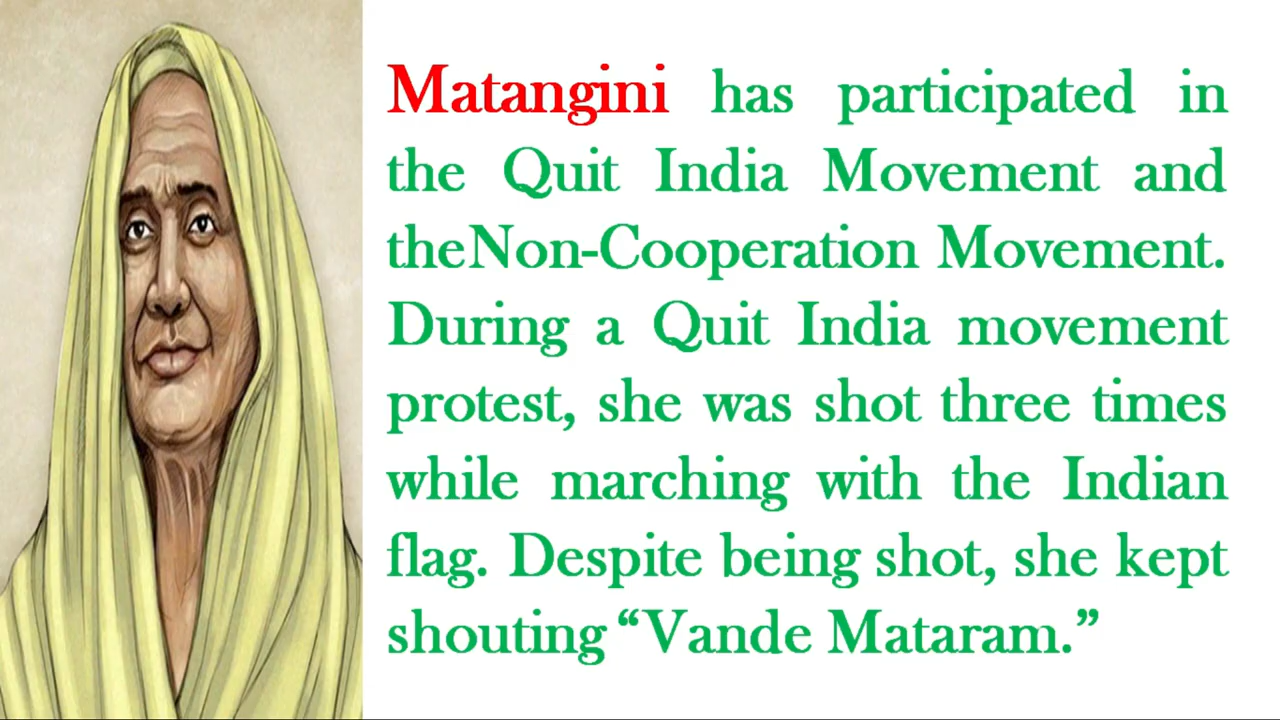 Matangini has participated in
the Quit India Movement and
theNon-Cooperation Movement.
During a Quit India movement
protest, she was shot three times
while marching with the Indian
flag. Despite being shot, she kept
shouting “Vande Mataram.”